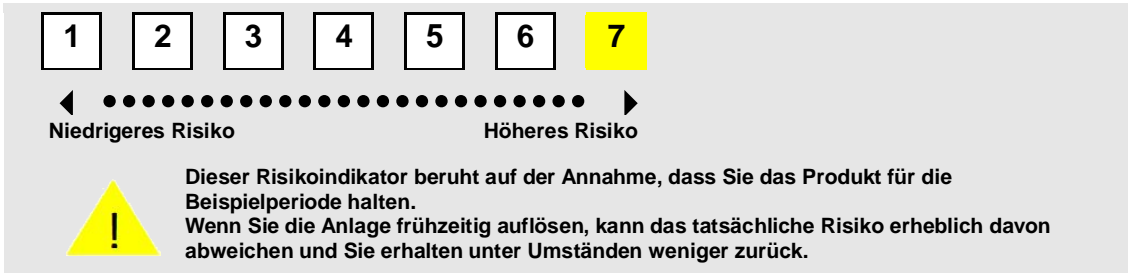 1 2 3 4 5 6 7
Niedrigeres Risiko Höheres Risiko
Dieser Risikoindikator beruht auf der Annahme, dass Sie das Produkt für die
Beispielperiode halten.
Wenn Sie die Anlage frühzeitig auflösen, kann das tatsächliche Risiko erheblich davon
abweichen und Sie erhalten unter Umständen weniger zurück.
!